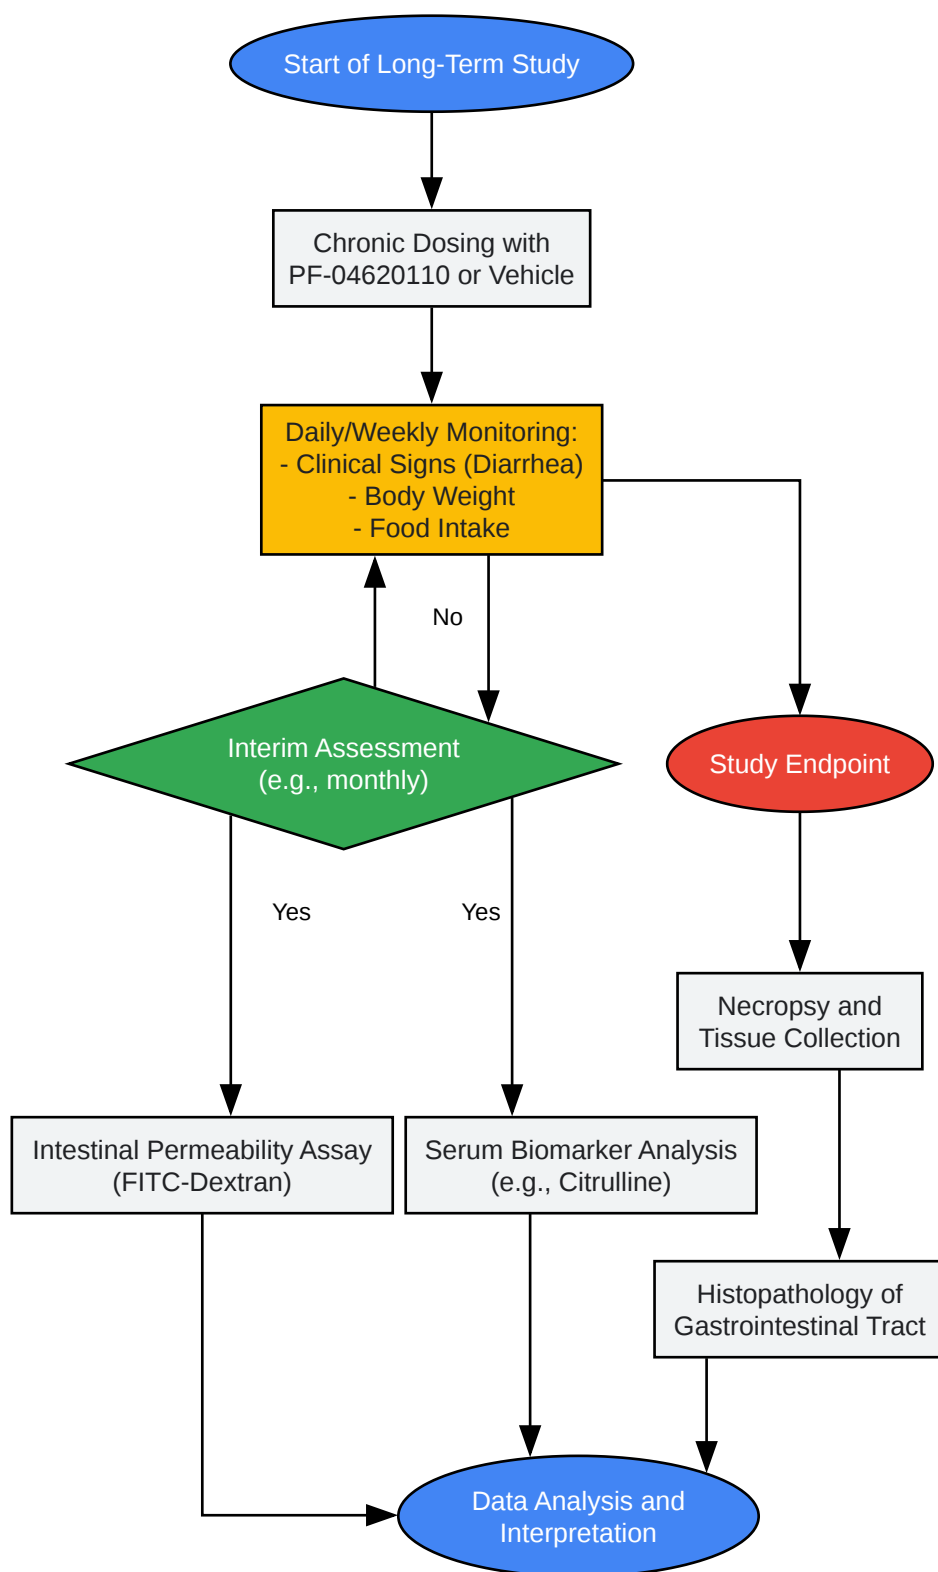 Start of Long-Term Study
Chronic Dosing with
PF-04620110 or Vehicle
Daily/Weekly Monitoring:
- Clinical Signs (Diarrhea)
- Body Weight
- Food Intake
No
Interim Assessment
(e.g., monthly)
Study Endpoint
Yes
Yes
Necropsy and
Tissue Collection
Intestinal Permeability Assay
(FITC-Dextran)
Serum Biomarker Analysis
(e.g., Citrulline)
Histopathology of
Gastrointestinal Tract
Data Analysis and
Interpretation